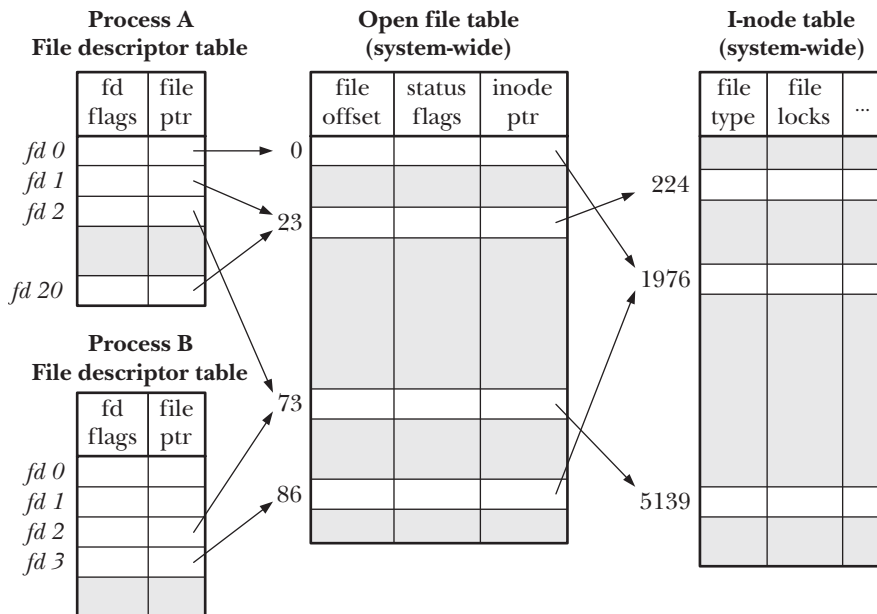 Process A
File descriptor table
fd
flags
file
ptr
fd 0
fd 1
fd 2
fd 20
Process B
File descriptor table
fd
flags
file
ptr
fd 0
fd 1
fd 2
fd 3
Open file table
(system-wide)
file
offset
status
flags
inode
ptr
0
23
73
86
I-node table
(system-wide)
file
type
file
locks
...
224
1976
5139